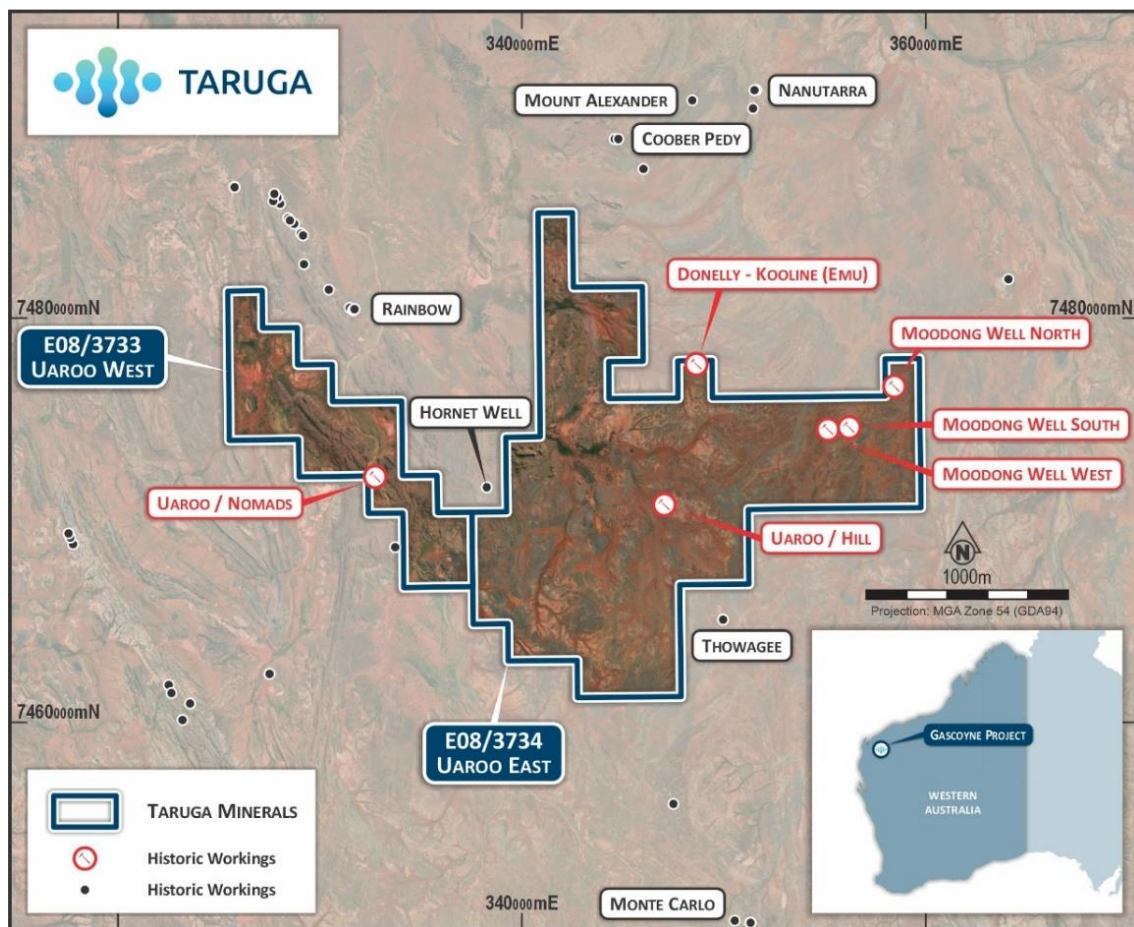 340000mE
360000mE
TARUGA
MOUNT ALEXANDER
NANUTARRA
COOBER PEDY
DONELLY - KOOLINE (EMU)
7480000mN
7480000mN
RAINBOW
MOODONG WELL NORTH
E08/3733
UAROO WEST
HORNET WELL
MOODONG WELL SOUTH
MOODONG WELL WEST
UAROO / NOMADS
UAROO / HILL
N
1000m
Projection: MGA Zone 54 (GDA94)
THOWAGEE
7460000mN
E08/3734
UAROO EAST
GASCOYNE PROJECT
WESTERN
AUSTRALIA
TARUGA MINERALS
Historic Workings
Historic Workings
340000mE
MONTE CARLO